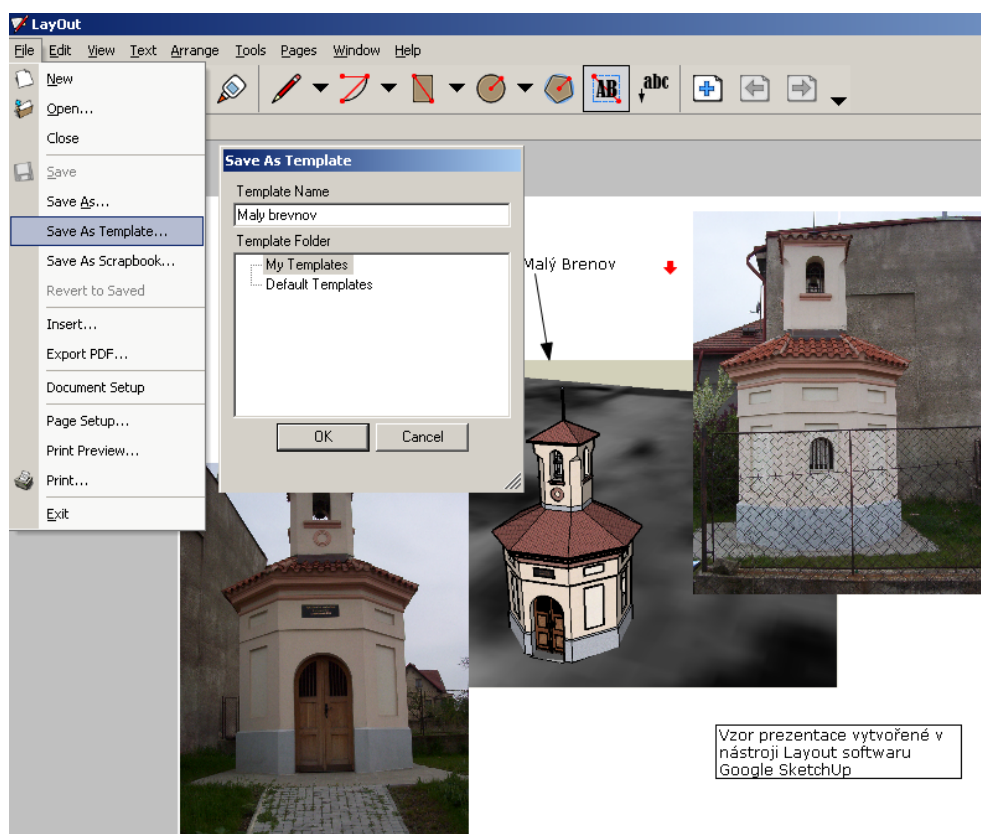 LayOut
File Edit View Text Arrange Tools Pages Window Help
New
Open...
Close
Save
Save As...
Save As Template...
Save As Scrapbook...
Revert to Saved
Insert...
Export PDF...
Document Setup
Page Setup...
Print Preview...
Print...
Exit
AB
abc
Save As Template
Template Name
Maly brevnov
Template Folder
My Templates
Default Templates
OK Cancel
Malý Brenov
Vzor prezentace vytvořené v
nástroji Layout softwaru
Google SketchUp